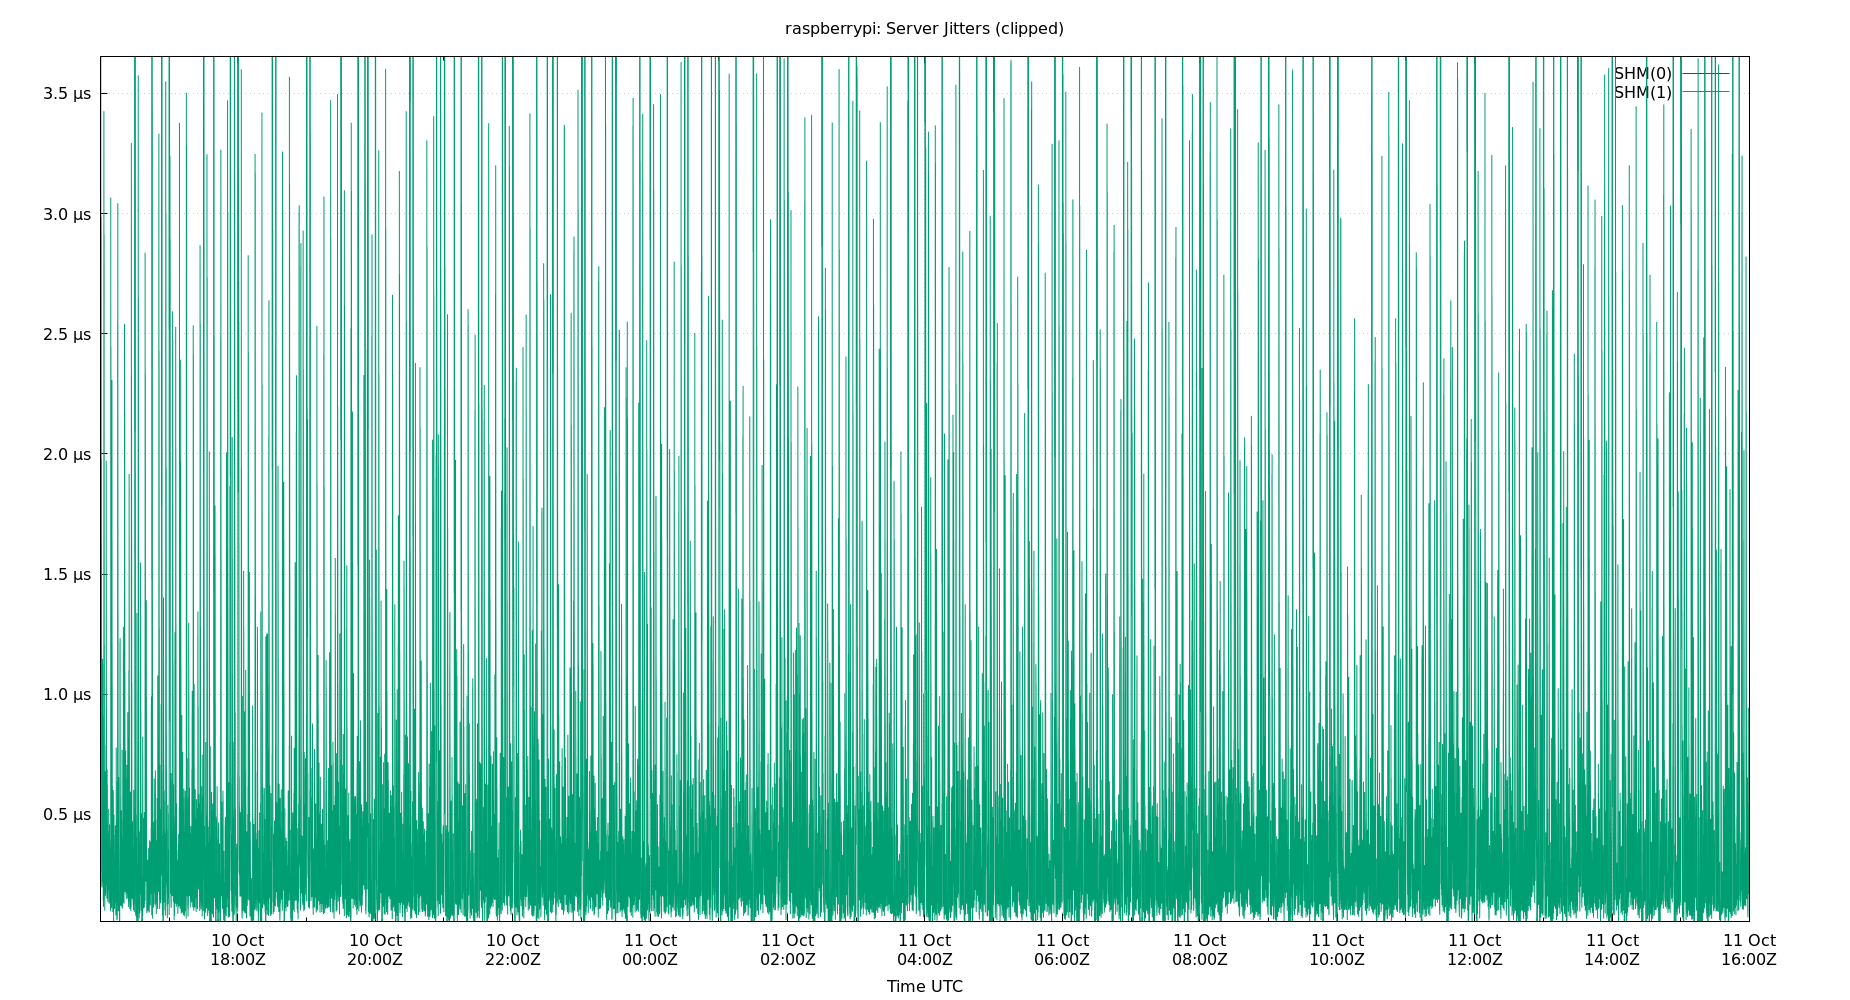 raspberrypi: Server Jitters (clipped)
SHM(0)
SHM(1)
3.5 µs
3.0 µs
2.5 µs
2.0 µs
1.5 µs
1.0 µs
0.5 µs
10 Oct 10 Oct 10 Oct 11 Oct 11 Oct 11 Oct 11 Oct 11 Oct 11 Oct 11 Oct 11 Oct 11 Oct
18:00Z 20:00Z 22:00Z 00:00Z 02:00Z 04:00Z 06:00Z 08:00Z 10:00Z 12:00Z 14:00Z 16:00Z
Time UTC